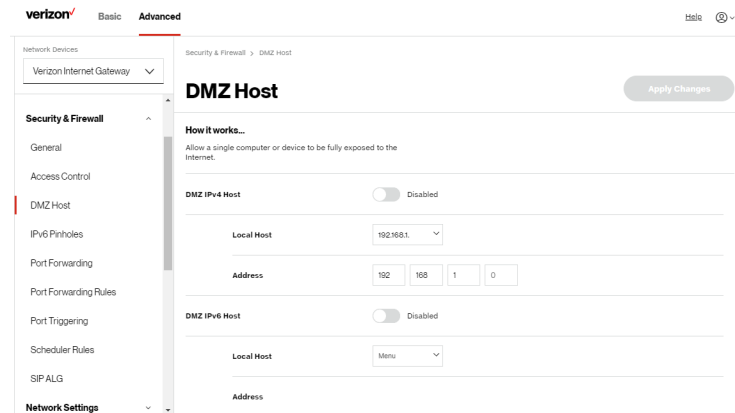 verizon
Basic
Advanced
Help
Network Devices
Verizon Internet Gateway
Security & Firewall
General
Access Control
DMZ Host
IPv6 Pinholes
Port Forwarding
Port Forwarding Rules
Port Triggering
Scheduler Rules
SIP ALG
Network Settings
Security & Firewall > DMZ Host
DMZ Host
Apply Changes
How it works...
Allow a single computer or device to be fully exposed to the
Internet.
DMZ IPv4 Host
Disabled
Local Host
192.168.1.
Address
192 168 1 0
DMZ IPv6 Host
Disabled
Local Host
Menu
Address